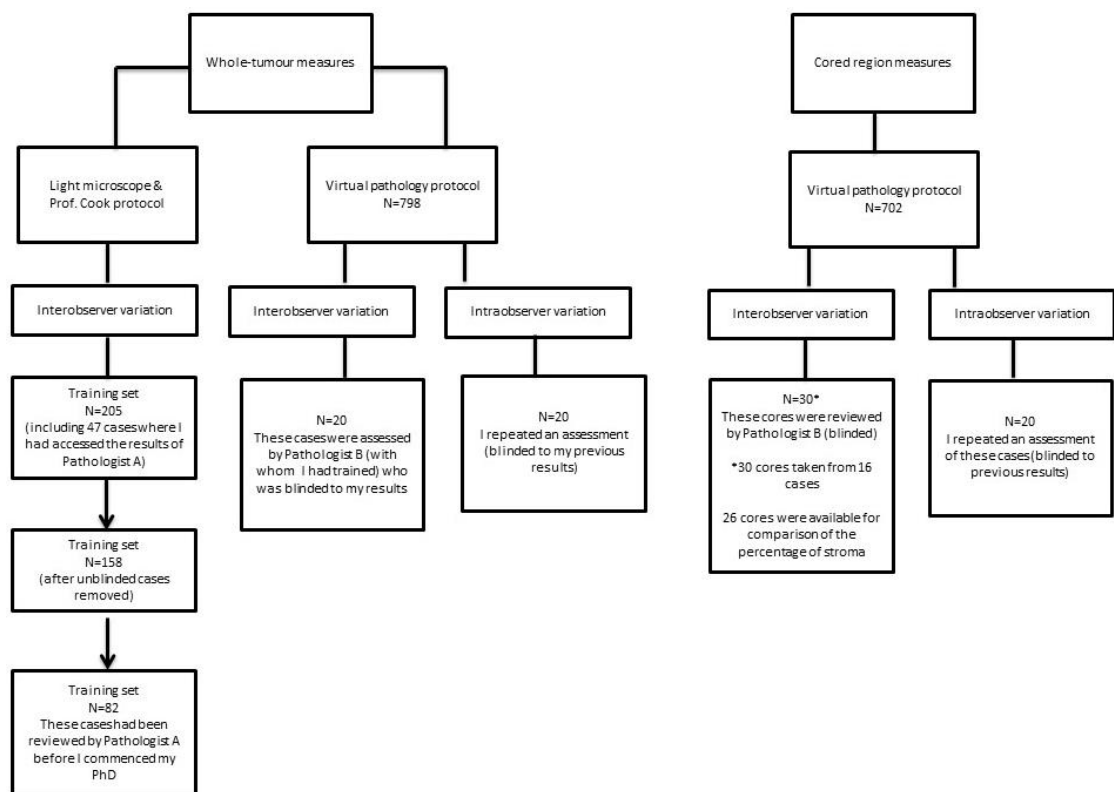 Whole-tumour measures
Light microscope &
Prof. Cook protocol
Interobserver variation
Training set
N=205
(including 47 cases where I
had accessed the results of
Pathologist A)
Training set
N=158
(after unblinded cases
removed)
Training set
N=82
These cases had been
reviewed by Pathologist A
before I commenced my
PhD
Virtual pathology protocol
N=798
Interobserver variation
N=20
These cases were assessed
by Pathologist B (with
whom I had trained) who
was blinded to my results
Intraobserver variation
N=20
I repeated an assessment
(blinded to my previous
results)
Cored region measures
Virtual pathology protocol
N=702
Interobserver variation
N=30*
These cores were reviewed
by Pathologist B (blinded)
*30 cores taken from 16
cases
26 cores were available for
comparison of the
percentage of stroma
Intraobserver variation
N=20
I repeated an assessment
of these cases (blinded to
previous results)